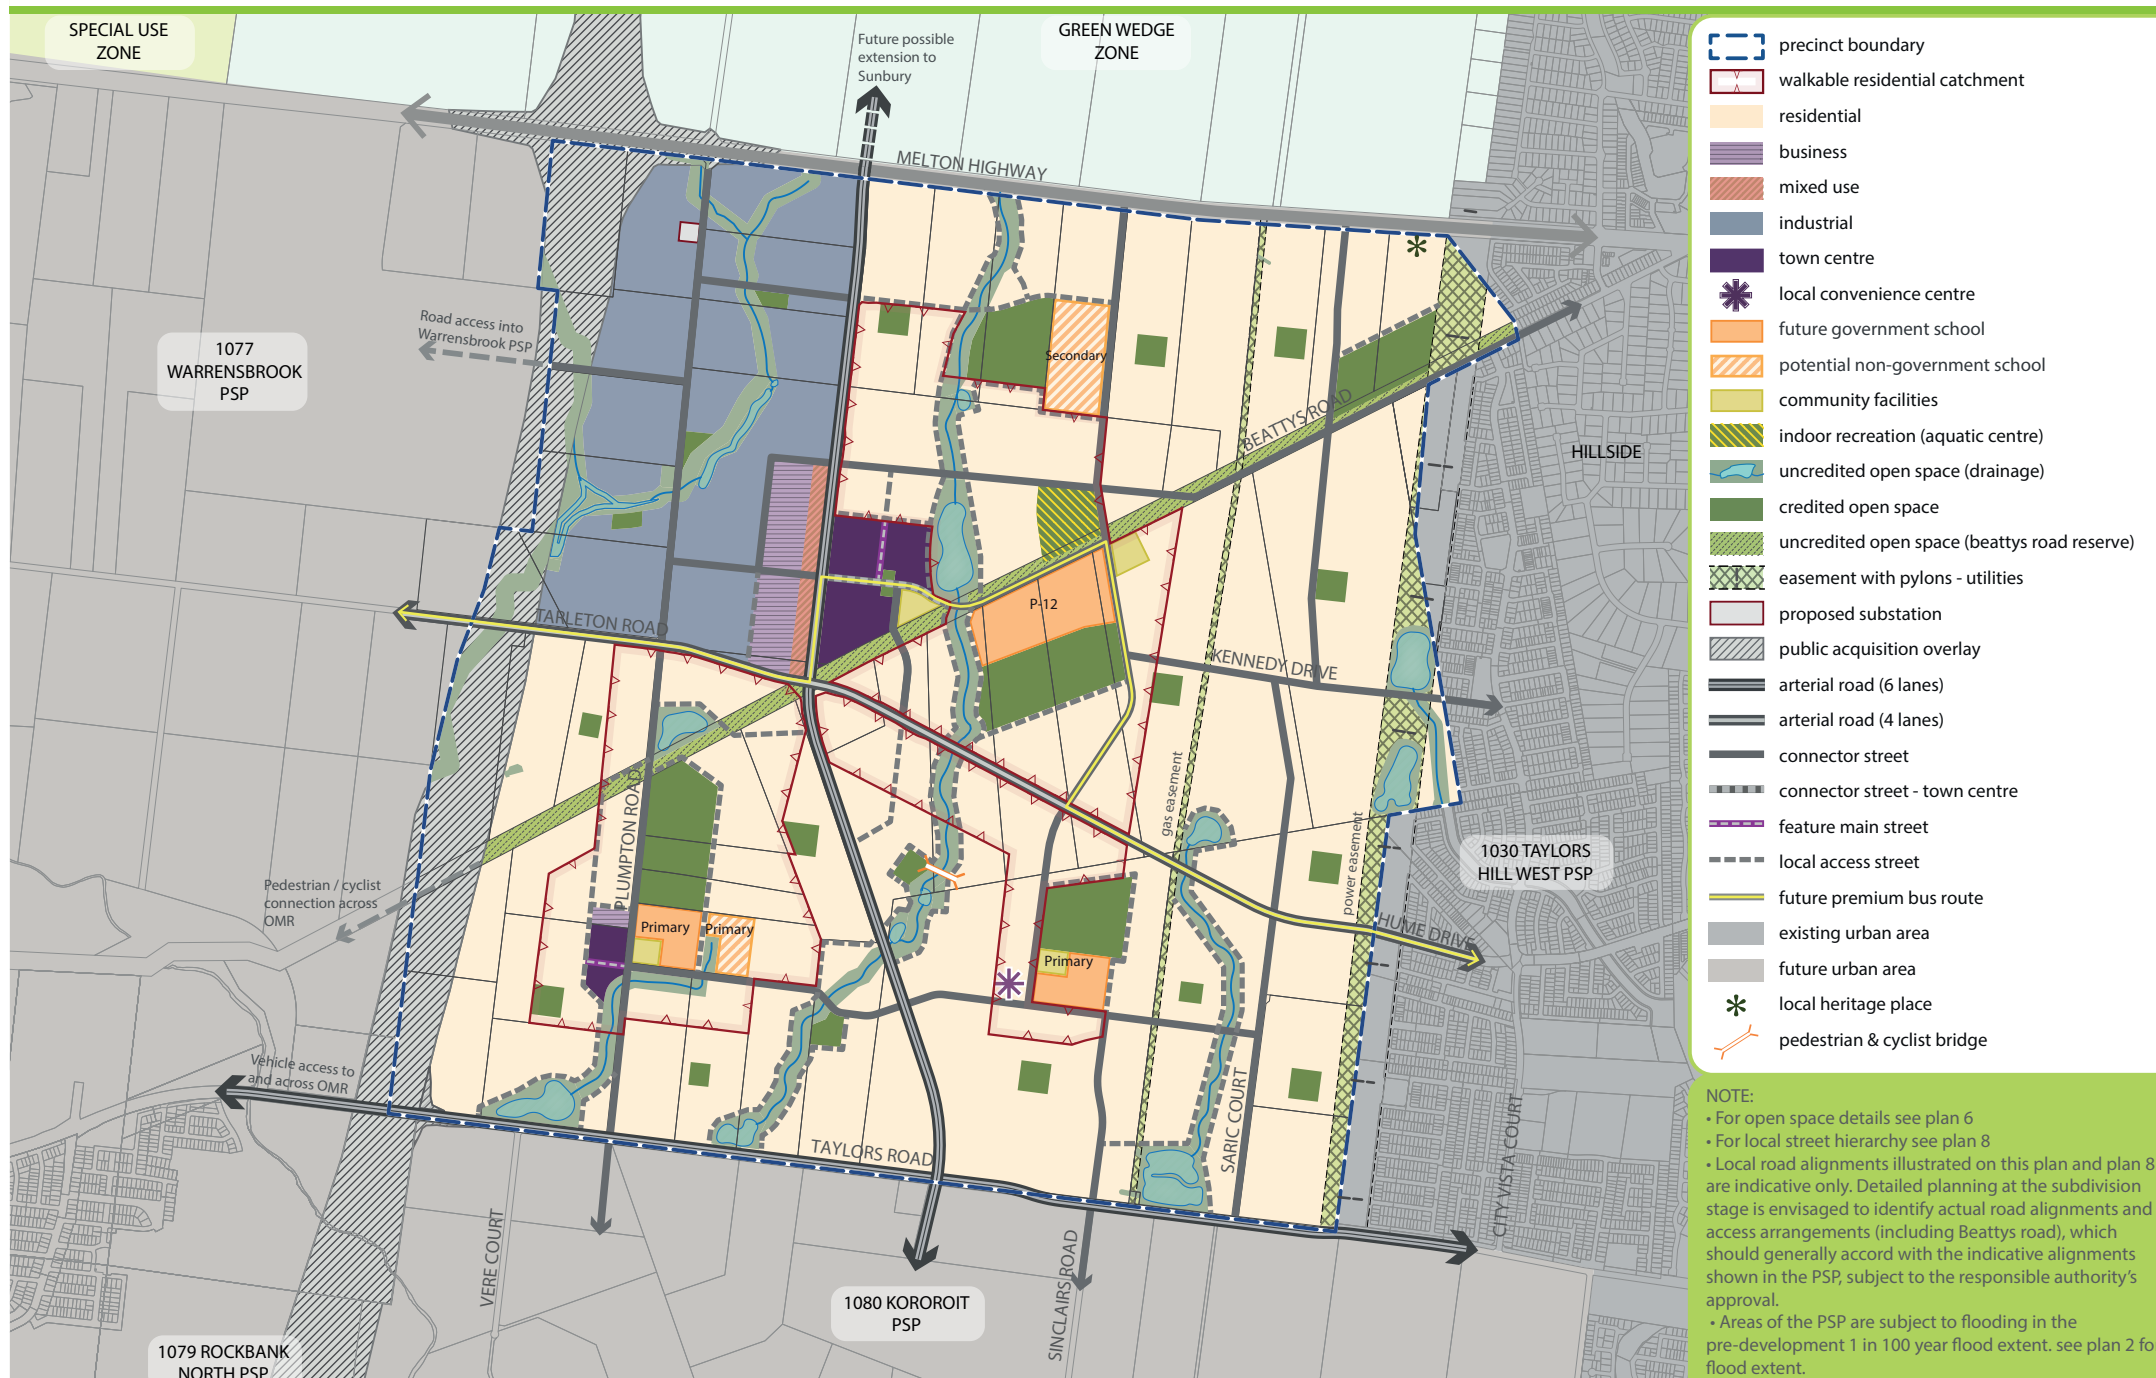 SPECIAL USE
ZONE
Future possible
extension to
Sunbury
GREEN WEDGE
ZONE
MELTON HIGHWAY
Road access into
Warrensbrook PSP
1077
WARRENSBROOK
PSP
Secondary
BEATTYS ROAD
HILLSIDE
P-12
TARLETON ROAD
KENNEDY DRIVE
gas easement
PLUMPTON ROAD
power easement
1030 TAYLORS
HILL WEST PSP
Pedestrian / cyclist
connection across
OMR
Primary
Primary
Primary
HUME DRIVE
Vehicle access to
and across OMR
SARIC COURT
TAYLORS ROAD
CITY VISTA COURT
VERE COURT
SINCLAIRS ROAD
1080 KOROROIT
PSP
1079 ROCKBANK
NORTH PSP
precinct boundary
walkable residential catchment
residential
business
mixed use
industrial
town centre
local convenience centre
future government school
potential non-government school
community facilities
indoor recreation (aquatic centre)
uncredited open space (drainage)
credited open space
uncredited open space (beattys road reserve)
easement with pylons - utilities
proposed substation
public acquisition overlay
arterial road (6 lanes)
arterial road (4 lanes)
connector street
connector street - town centre
feature main street
local access street
future premium bus route
existing urban area
future urban area
local heritage place
pedestrian & cyclist bridge
NOTE:
• For open space details see plan 6
• For local street hierarchy see plan 8
• Local road alignments illustrated on this plan and plan 8
are indicative only. Detailed planning at the subdivision
stage is envisaged to identify actual road alignments and
access arrangements (including Beattys road), which
should generally accord with the indicative alignments
shown in the PSP, subject to the responsible authority's
approval.
• Areas of the PSP are subject to flooding in the
pre-development 1 in 100 year flood extent. see plan 2 fo
flood extent.